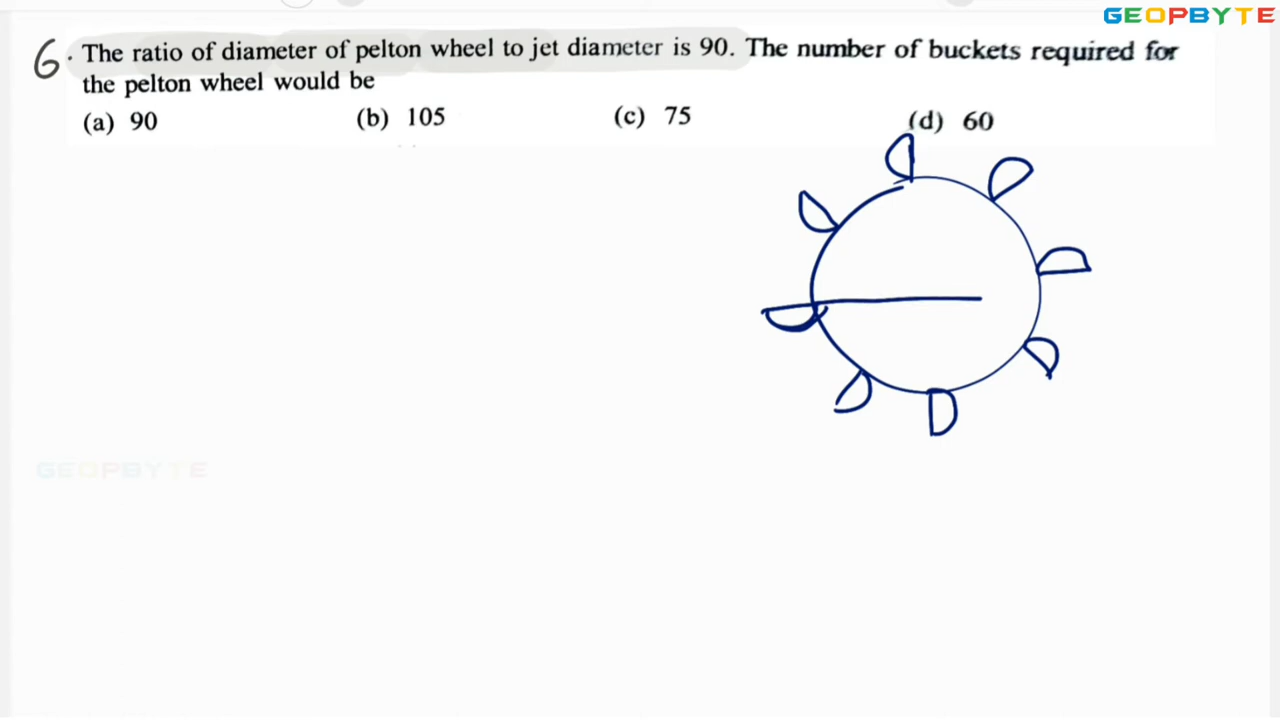 GEOPBYTE
6. The ratio of diameter of pelton wheel to jet diameter is 90. The number of buckets required for
the pelton wheel would be
(a) 90 (b) 105 (c) 75 (d) 60
GEOPBYTE